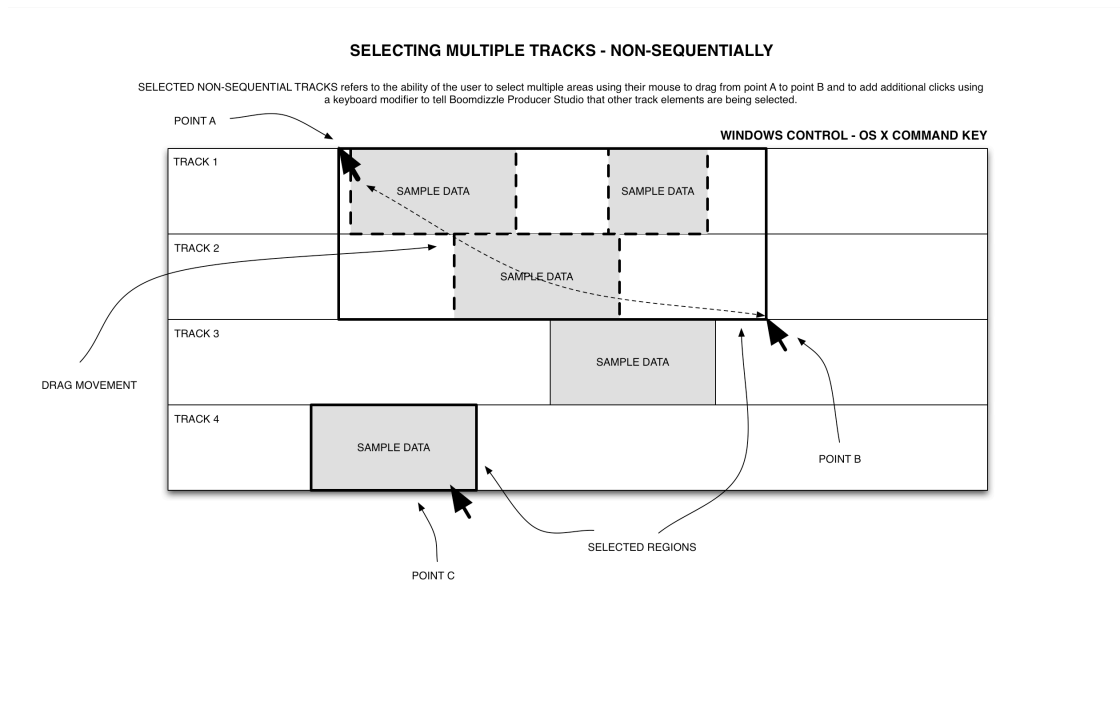 SELECTING MULTIPLE TRACKS - NON-SEQUENTIALLY
SELECTED NON-SEQUENTIAL TRACKS refers to the ability of the user to select multiple areas using their mouse to drag from point A to point B and to add additional clicks using
a keyboard modifier to tell Boomdizzle Producer Studio that other track elements are being selected.
POINT A
WINDOWS CONTROL - OS X COMMAND KEY
TRACK 1
SAMPLE DATA
SAMPLE DATA
TRACK 2
SAMPLE DATA
TRACK 3
SAMPLE DATA
DRAG MOVEMENT
TRACK 4
SAMPLE DATA
POINT B
SELECTED REGIONS
POINT C